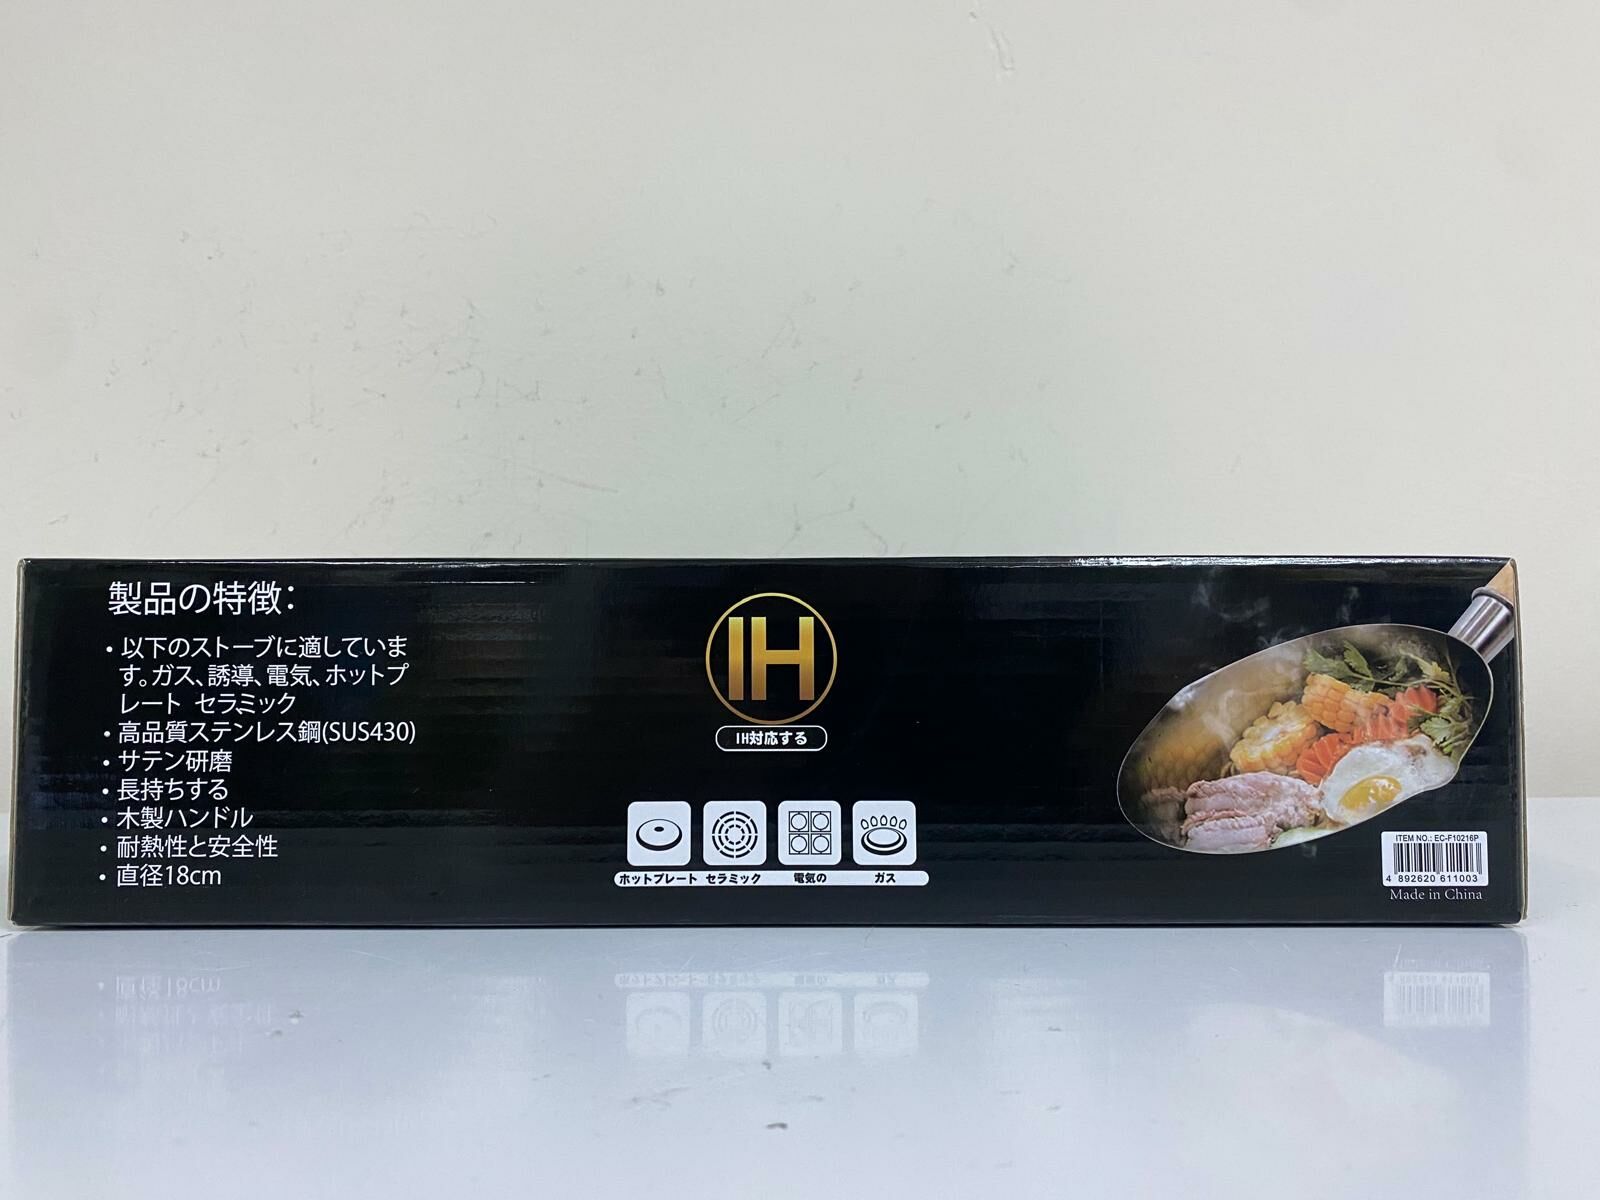 製品の特徴：
・以下のストーブに適していま
す。ガス、誘導、電気、ホットプ
レート セラミック
・高品質ステンレス鋼(SUS430)
・サテン研磨
・長持ちする
・木製ハンドル
・耐熱性と安全性
・直径18cm
IH
IH対応する
ホットプレート セラミック 電気の ガス
ITEM NO.: EC-F10216P
4 892620 611003
Made in China